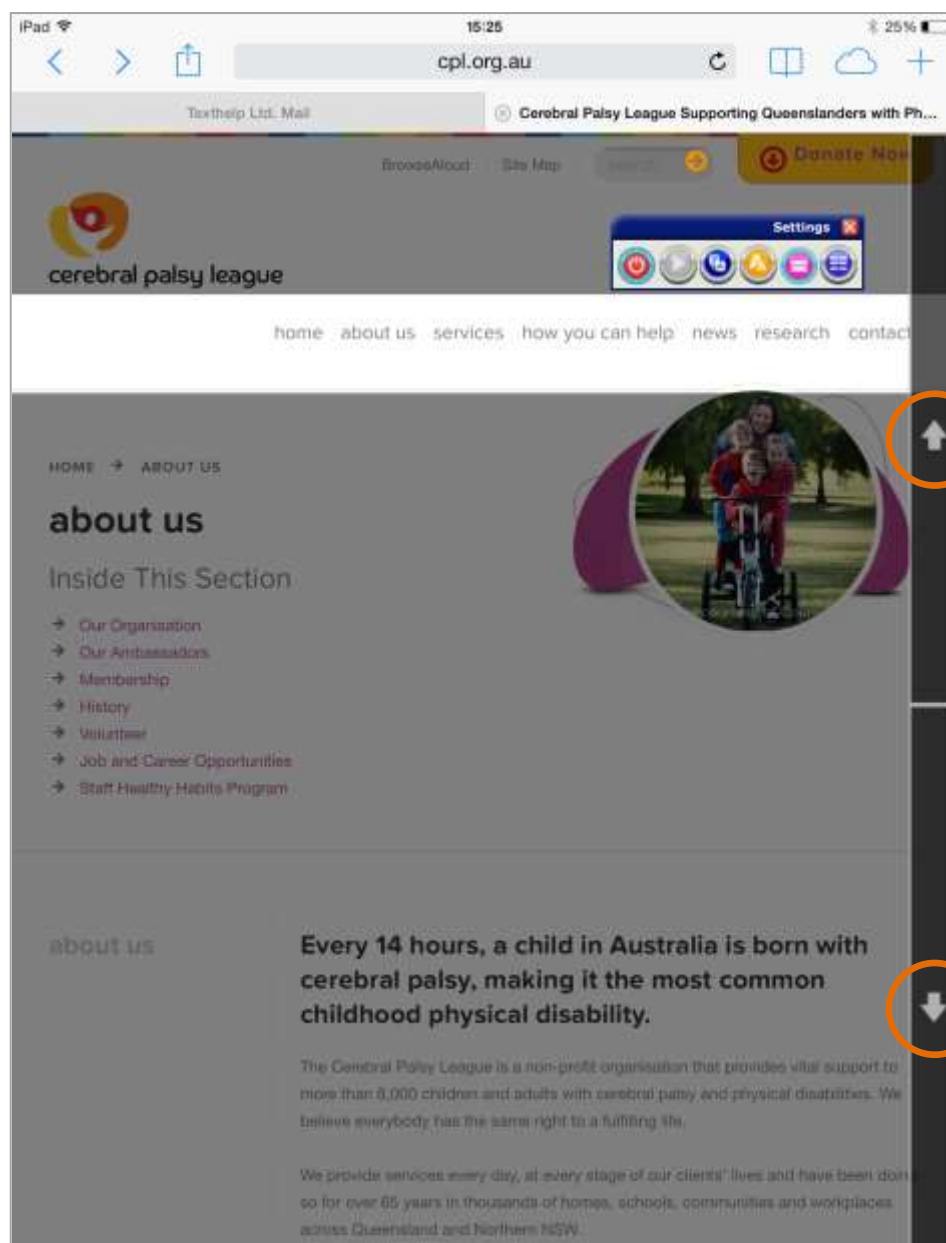 iPad 15:25 25%
cpl.org.au
Texthelp Ltd. Mail Cerebral Palsy League Supporting Queenslanders with Ph...
BrowseAloud Site Map search Donate Now
Settings
cerebral palsy league
home about us services how you can help news research contact
HOME → ABOUT US
about us
Inside This Section
→ Our Organisation
→ Our Ambassadors
→ Membership
→ History
→ Volunteer
→ Job and Career Opportunities
→ Staff Healthy Habits Program
about us
Every 14 hours, a child in Australia is born with
cerebral palsy, making it the most common
childhood physical disability.
The Cerebral Palsy League is a non-profit organisation that provides vital support to
more than 6,000 children and adults with cerebral palsy and physical disabilities. We
believe everybody has the same right to a fulfilling life.
We provide services every day, at every stage of our clients' lives and have been doing
so for over 65 years in thousands of homes, schools, communities and workplaces
across Queensland and Northern NSW.